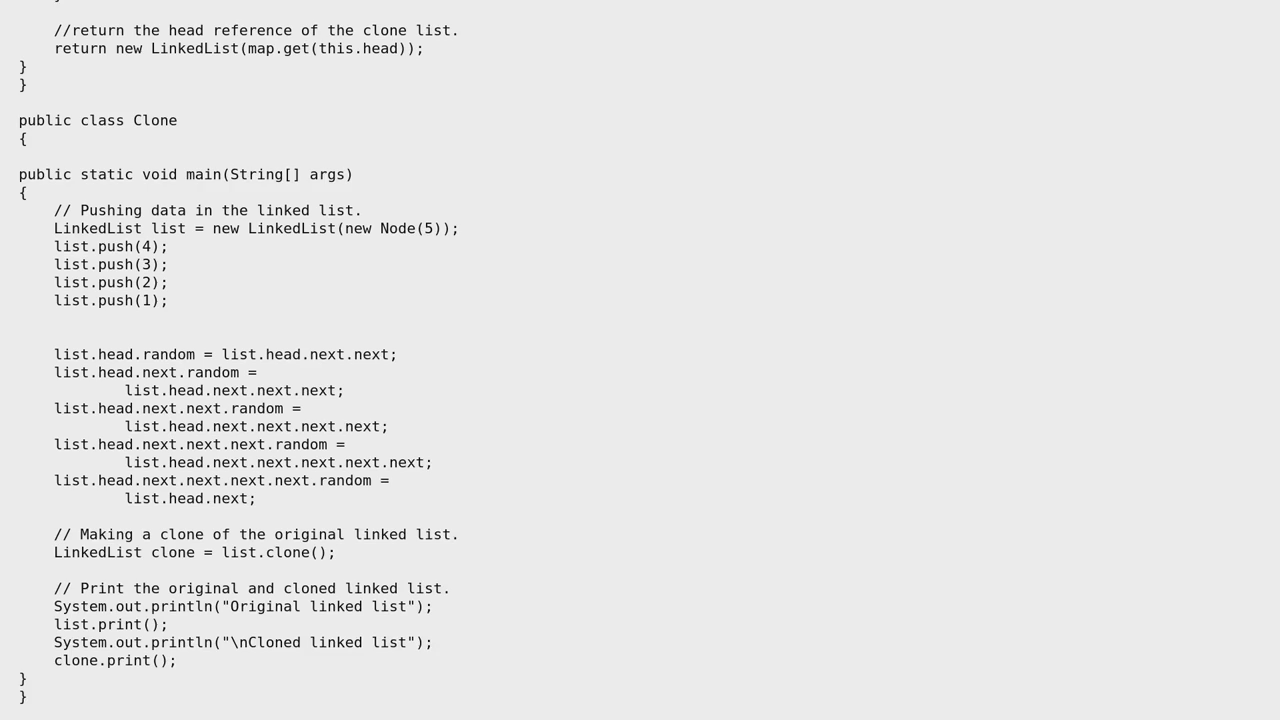 }
//return the head reference of the clone list.
return new LinkedList(map.get(this.head));
}
}
public class Clone
{
public static void main(String[] args)
{
// Pushing data in the linked list.
LinkedList list = new LinkedList(new Node(5));
list.push(4);
list.push(3);
list.push(2);
list.push(1);
list.head.random = list.head.next.next;
list.head.next.random =
list.head.next.next.next;
list.head.next.next.random =
list.head.next.next.next.next;
list.head.next.next.next.random =
list.head.next.next.next.next.next;
list.head.next.next.next.next.random =
list.head.next;
// Making a clone of the original linked list.
LinkedList clone = list.clone();
// Print the original and cloned linked list.
System.out.println("Original linked list");
list.print();
System.out.println("\nCloned linked list");
clone.print();
}
}